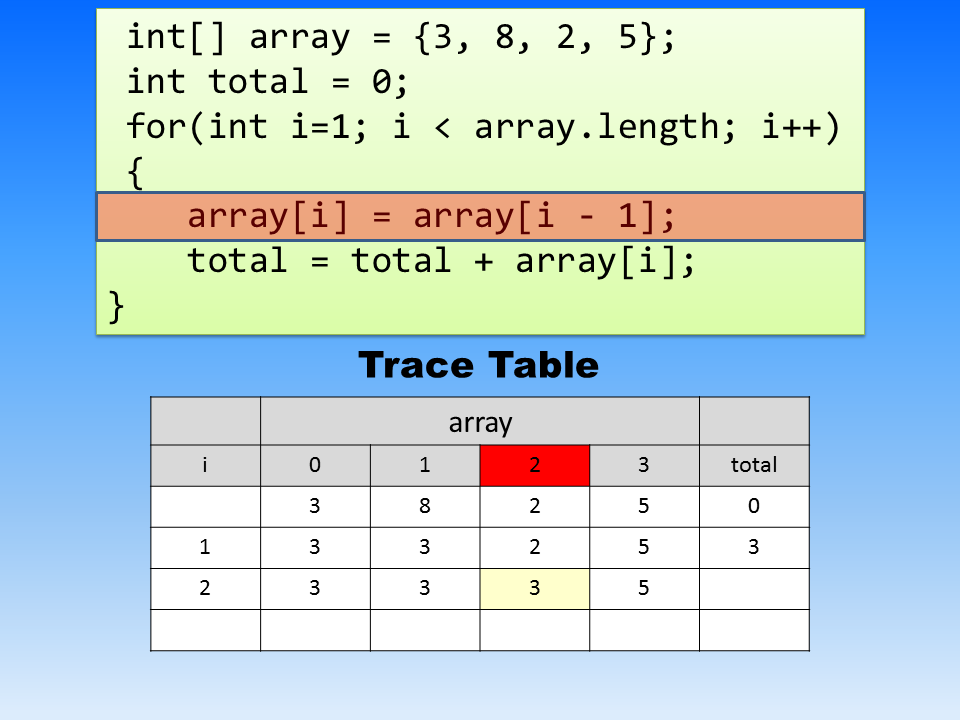 int[] array = {3, 8, 2, 5};
int total = 0;
for(int i=1; i < array.length; i++)
{
array[i] = array[i - 1];
total = total + array[i];
}
Trace Table
array
i 0 1 2 3 total
3 8 2 5 0
1 3 3 2 5 3
2 3 3 3 5